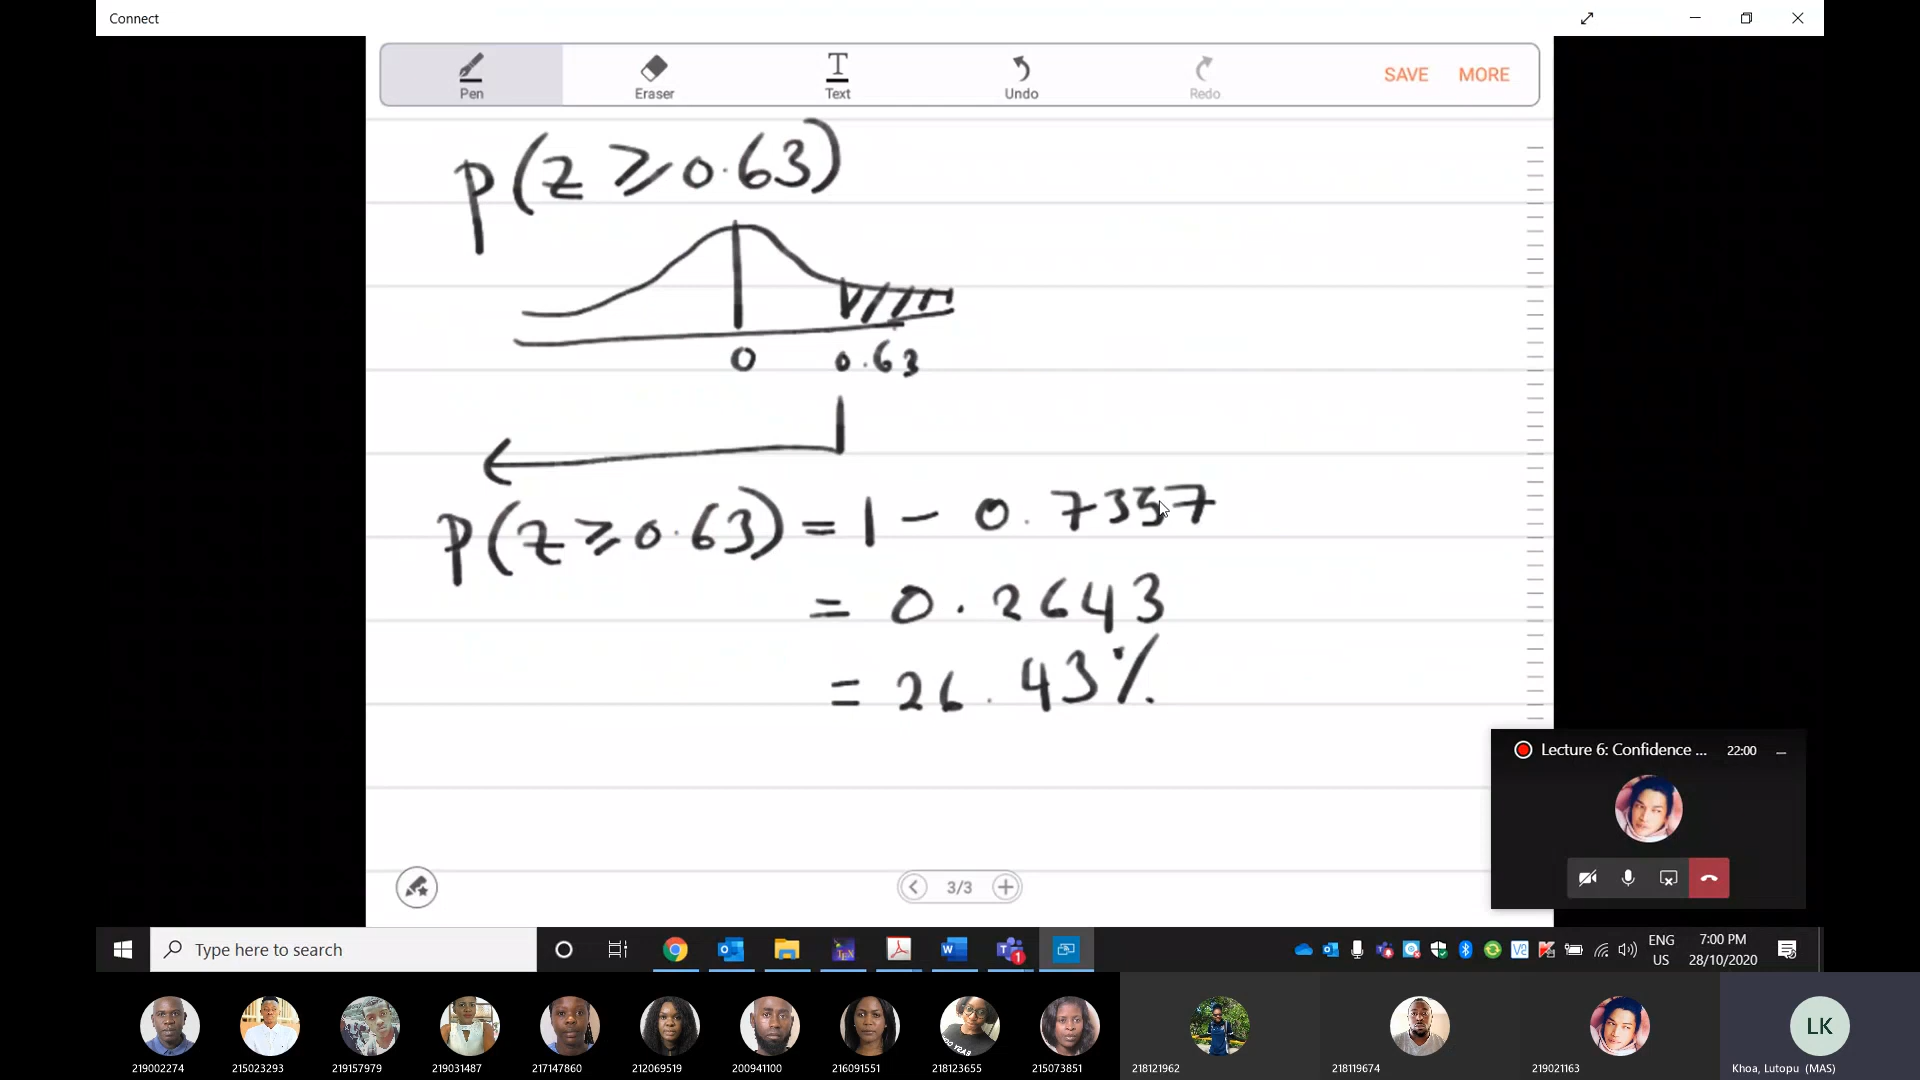 Connect
Pen
Eraser
T
Text
Undo
Redo
SAVE
MORE
p(z ⩾ 0.63)
0
0.63
p(z ⩾ 0.63) = 1 - 0.7357
= 0.2643
= 26.43%
Lecture 6: Confidence ...
22:00
3/3
Type here to search
ENG
US
7:00 PM
28/10/2020
LK
219002274
215023293
219157979
219031487
217147860
212069519
200941100
216091551
218123655
215073851
218121962
218119674
219021163
Khoa, Lutopu (MAS)